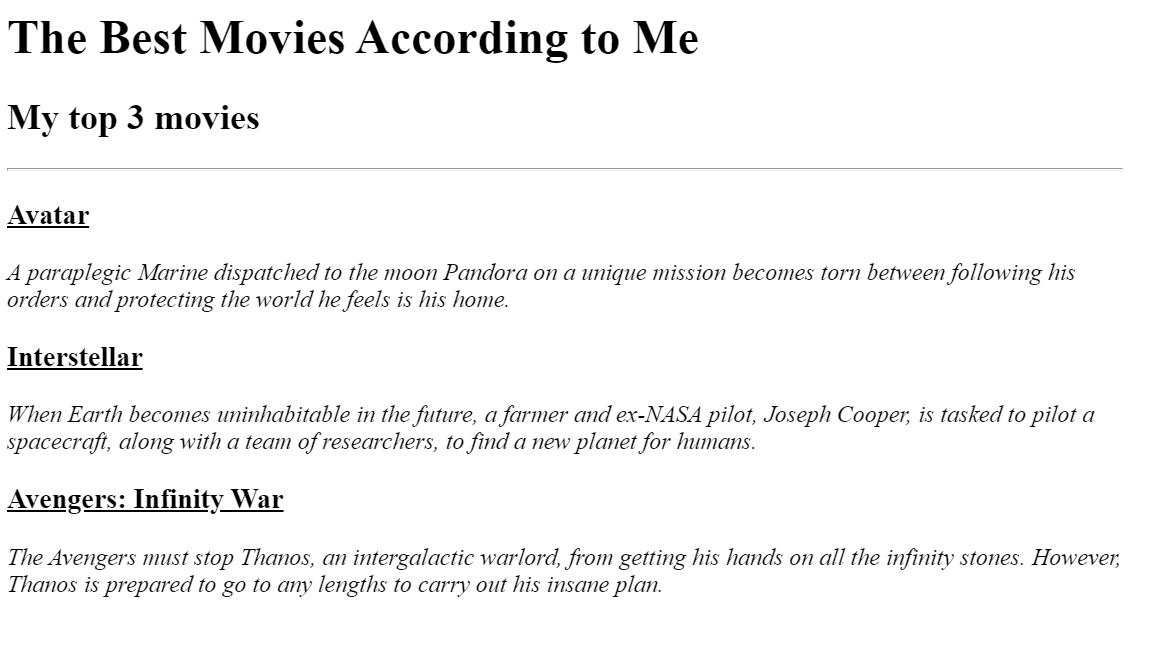 The Best Movies According to Me
My top 3 movies
Avatar
A paraplegic Marine dispatched to the moon Pandora on a unique mission becomes torn between following his
orders and protecting the world he feels is his home.
Interstellar
When Earth becomes uninhabitable in the future, a farmer and ex-NASA pilot, Joseph Cooper, is tasked to pilot a
spacecraft, along with a team of researchers, to find a new planet for humans.
Avengers: Infinity War
The Avengers must stop Thanos, an intergalactic warlord, from getting his hands on all the infinity stones. However,
Thanos is prepared to go to any lengths to carry out his insane plan.